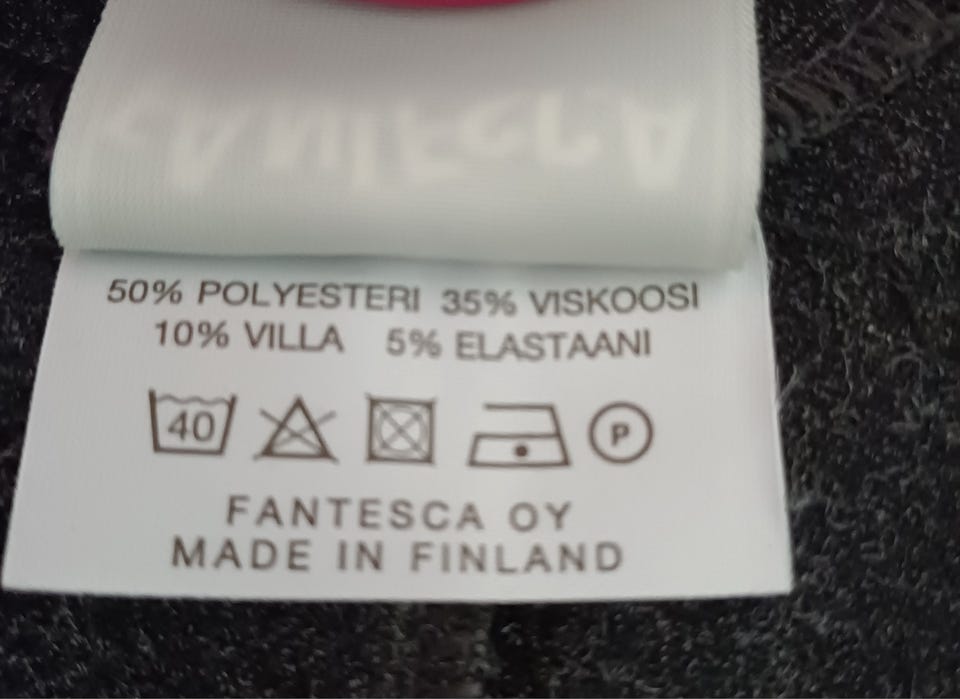 50% POLYESTERI 35% VISKOOSI
10% VILLA 5% ELASTAANI
40
P
FANTESCA OY
MADE IN FINLAND